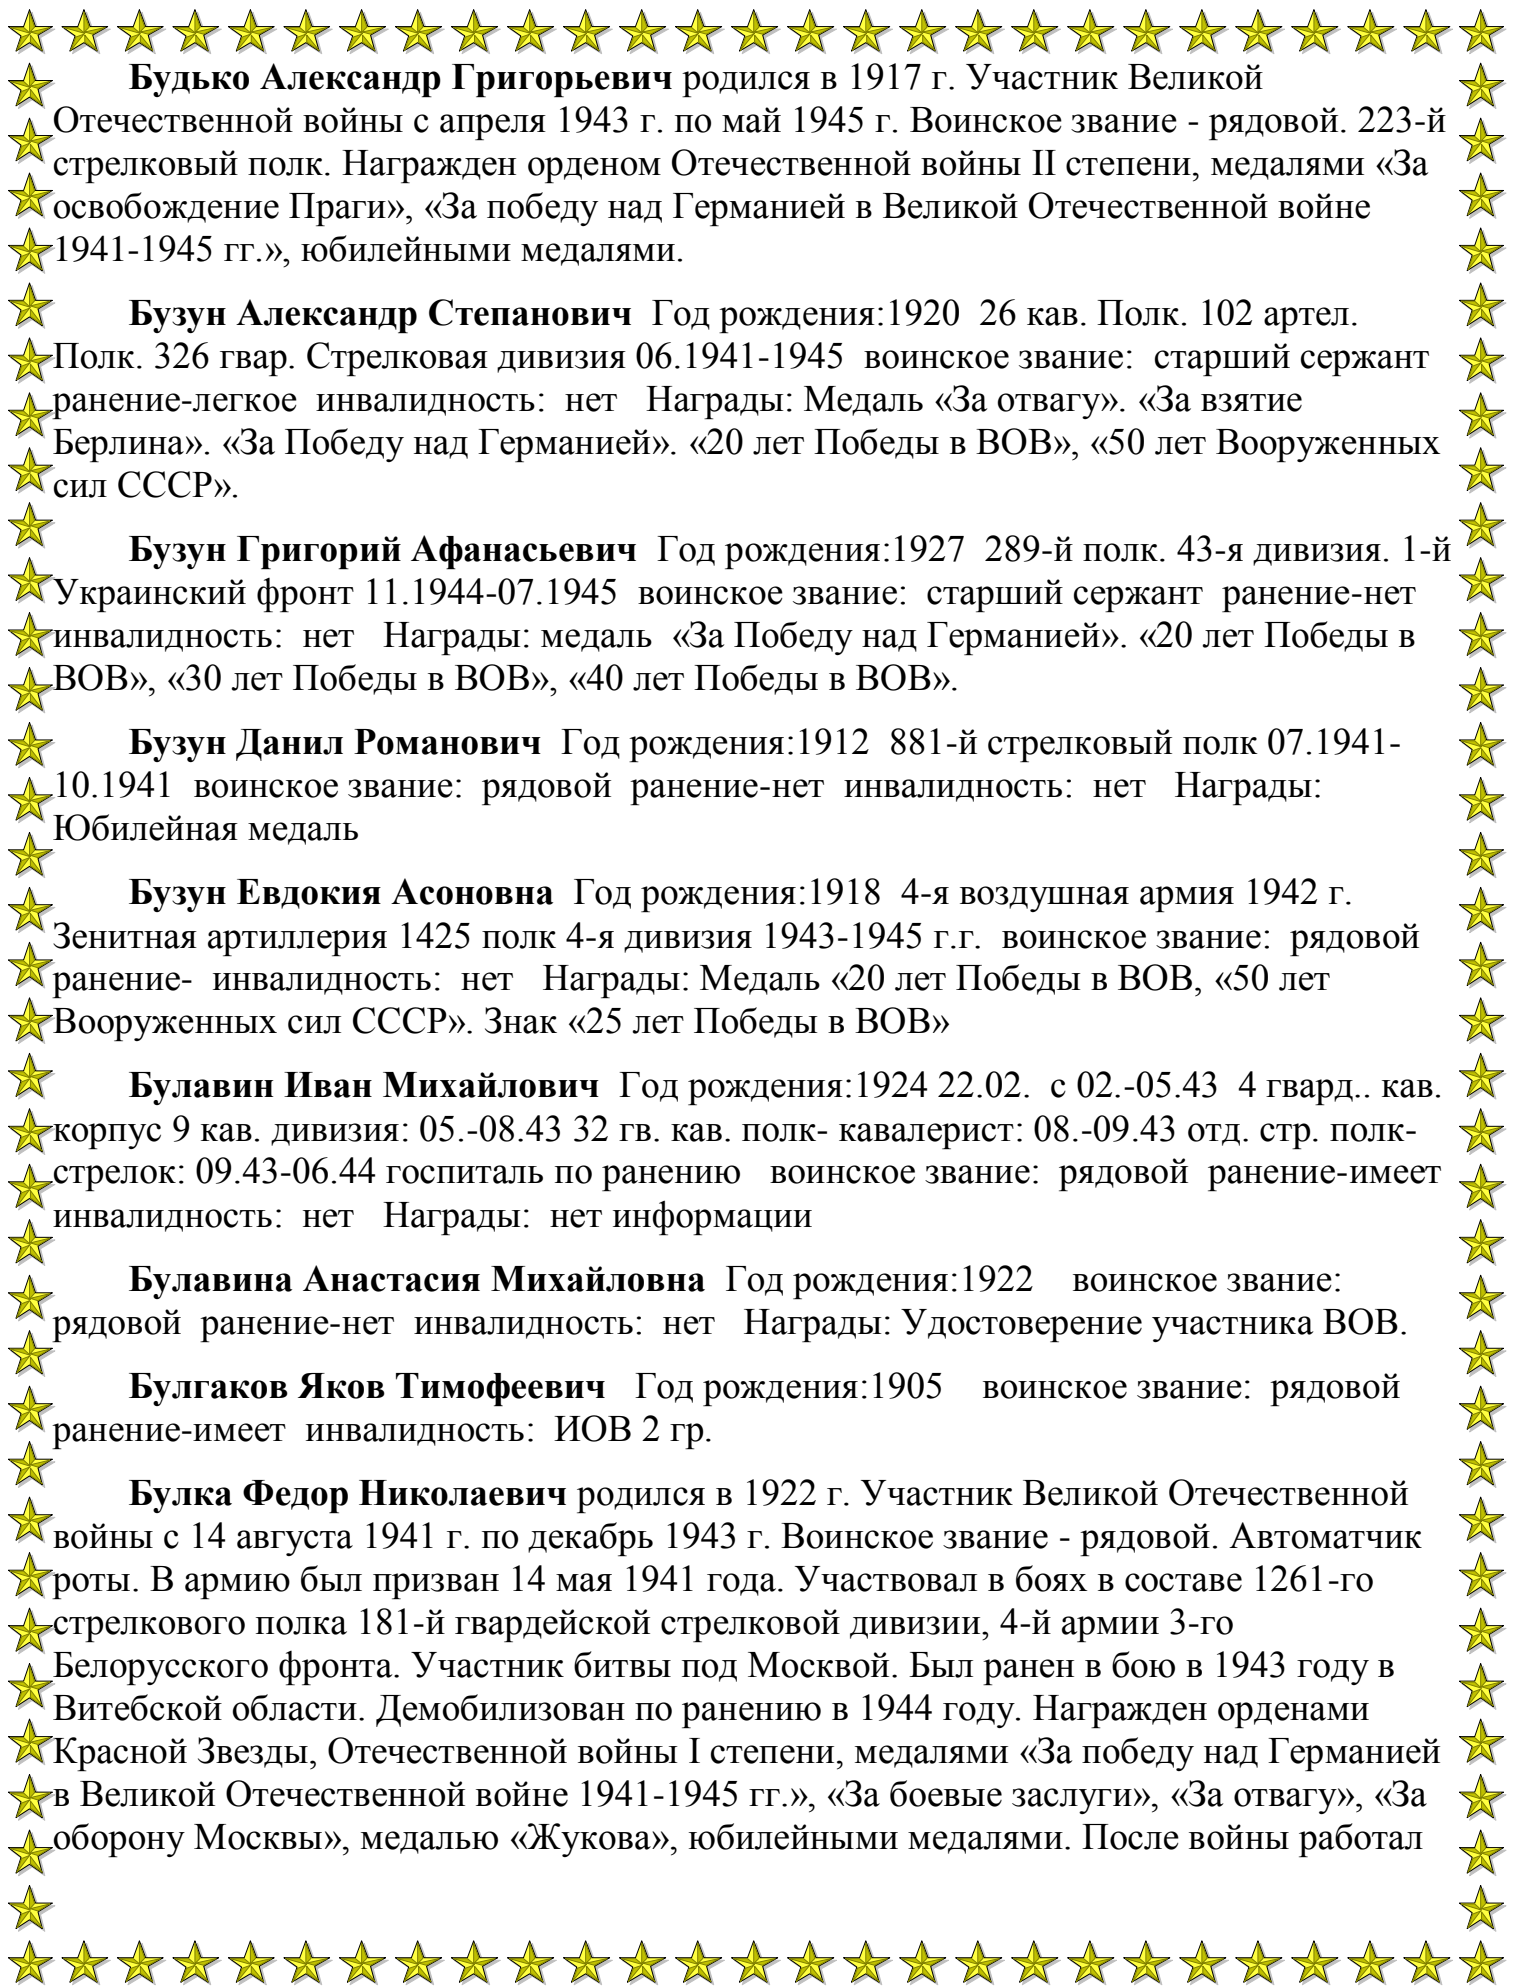 Будько Александр Григорьевич родился в 1917 г. Участник Великой
Отечественной войны с апреля 1943 г. по май 1945 г. Воинское звание - рядовой. 223-й
стрелковый полк. Награжден орденом Отечественной войны II степени, медалями «За
освобождение Праги», «За победу над Германией в Великой Отечественной войне
1941-1945 гг.», юбилейными медалями.
Бузун Александр Степанович  Год рождения:1920  26 кав. Полк. 102 артел.
Полк. 326 гвар. Стрелковая дивизия 06.1941-1945  воинское звание:  старший сержант
ранение-легкое  инвалидность:  нет   Награды: Медаль «За отвагу». «За взятие
Берлина». «За Победу над Германией». «20 лет Победы в ВОВ», «50 лет Вооруженных
сил СССР».
Бузун Григорий Афанасьевич  Год рождения:1927  289-й полк. 43-я дивизия. 1-й
Украинский фронт 11.1944-07.1945  воинское звание:  старший сержант  ранение-нет
инвалидность:  нет   Награды: медаль  «За Победу над Германией». «20 лет Победы в
ВОВ», «30 лет Победы в ВОВ», «40 лет Победы в ВОВ».
Бузун Данил Романович  Год рождения:1912  881-й стрелковый полк 07.1941-
10.1941  воинское звание:  рядовой  ранение-нет  инвалидность:  нет   Награды:
Юбилейная медаль
Бузун Евдокия Асоновна  Год рождения:1918  4-я воздушная армия 1942 г.
Зенитная артиллерия 1425 полк 4-я дивизия 1943-1945 г.г.  воинское звание:  рядовой
ранение-  инвалидность:  нет   Награды: Медаль «20 лет Победы в ВОВ, «50 лет
Вооруженных сил СССР». Знак «25 лет Победы в ВОВ»
Булавин Иван Михайлович  Год рождения:1924 22.02.  с 02.-05.43  4 гвард.. кав.
корпус 9 кав. дивизия: 05.-08.43 32 гв. кав. полк- кавалерист: 08.-09.43 отд. стр. полк-
стрелок: 09.43-06.44 госпиталь по ранению   воинское звание:  рядовой  ранение-имеет
инвалидность:  нет   Награды:  нет информации
Булавина Анастасия Михайловна  Год рождения:1922    воинское звание:
рядовой  ранение-нет  инвалидность:  нет   Награды: Удостоверение участника ВОВ.
Булгаков Яков Тимофеевич   Год рождения:1905    воинское звание:  рядовой
ранение-имеет  инвалидность:  ИОВ 2 гр.
Булка Федор Николаевич родился в 1922 г. Участник Великой Отечественной
войны с 14 августа 1941 г. по декабрь 1943 г. Воинское звание - рядовой. Автоматчик
роты. В армию был призван 14 мая 1941 года. Участвовал в боях в составе 1261-го
стрелкового полка 181-й гвардейской стрелковой дивизии, 4-й армии 3-го
Белорусского фронта. Участник битвы под Москвой. Был ранен в бою в 1943 году в
Витебской области. Демобилизован по ранению в 1944 году. Награжден орденами
Красной Звезды, Отечественной войны I степени, медалями «За победу над Германией
в Великой Отечественной войне 1941-1945 гг.», «За боевые заслуги», «За отвагу», «За
оборону Москвы», медалью «Жукова», юбилейными медалями. После войны работал